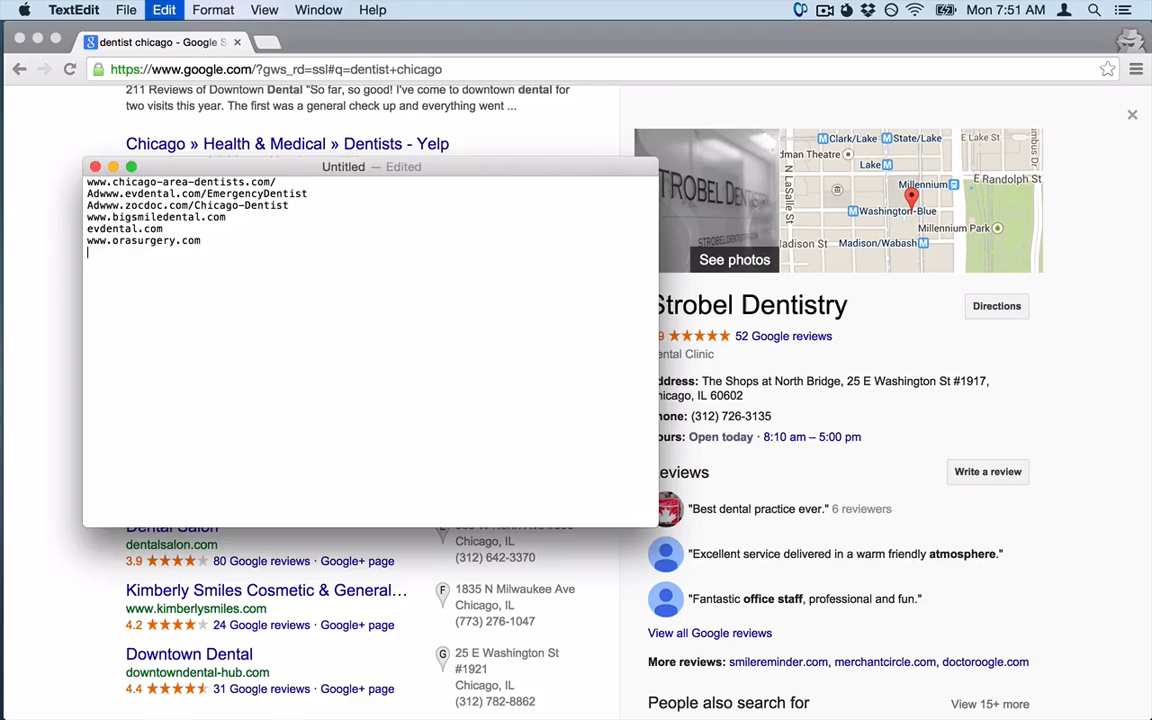 TextEdit File Edit Format View Window Help
Mon 7:51 AM
dentist chicago - Google S
https://www.google.com/?gws_rd=ssl#q=dentist+chicago
211 Reviews of Downtown Dental "So far, so good! I've come to downtown dental for
two visits this year. The first was a general check up and everything went ...
Chicago » Health & Medical » Dentists - Yelp
Untitled — Edited
www.chicago-area-dentists.com/
Adwww.evdental.com/EmergencyDentist
Adwww.zocdoc.com/Chicago-Dentist
www.bigsmiledental.com
evdental.com
www.orasurgery.com
Dental Salon
dentalsalon.com
3.9 80 Google reviews · Google+ page
Chicago, IL
(312) 642-3370
Kimberly Smiles Cosmetic & General...
www.kimberlysmiles.com
4.2 24 Google reviews · Google+ page
F
1835 N Milwaukee Ave
Chicago, IL
(773) 276-1047
Downtown Dental
downtowndental-hub.com
4.4 31 Google reviews · Google+ page
G
25 E Washington St
#1921
Chicago, IL
(312) 782-8862
STROBEL DEN
See photos
Clark/Lake
State/Lake
E Lake St
dman Theatre
Lake
E Randolph St
N LaSalle St
Millennium
Washington-Blue
Millennium Park
adison St
Madison/Wabash
Strobel Dentistry
Directions
9 52 Google reviews
ental Clinic
ddress: The Shops at North Bridge, 25 E Washington St #1917,
hicago, IL 60602
hone: (312) 726-3135
ours: Open today · 8:10 am – 5:00 pm
eviews
Write a review
"Best dental practice ever." 6 reviewers
"Excellent service delivered in a warm friendly atmosphere."
"Fantastic office staff, professional and fun."
View all Google reviews
More reviews: smilereminder.com, merchantcircle.com, doctoroogle.com
People also search for
View 15+ more